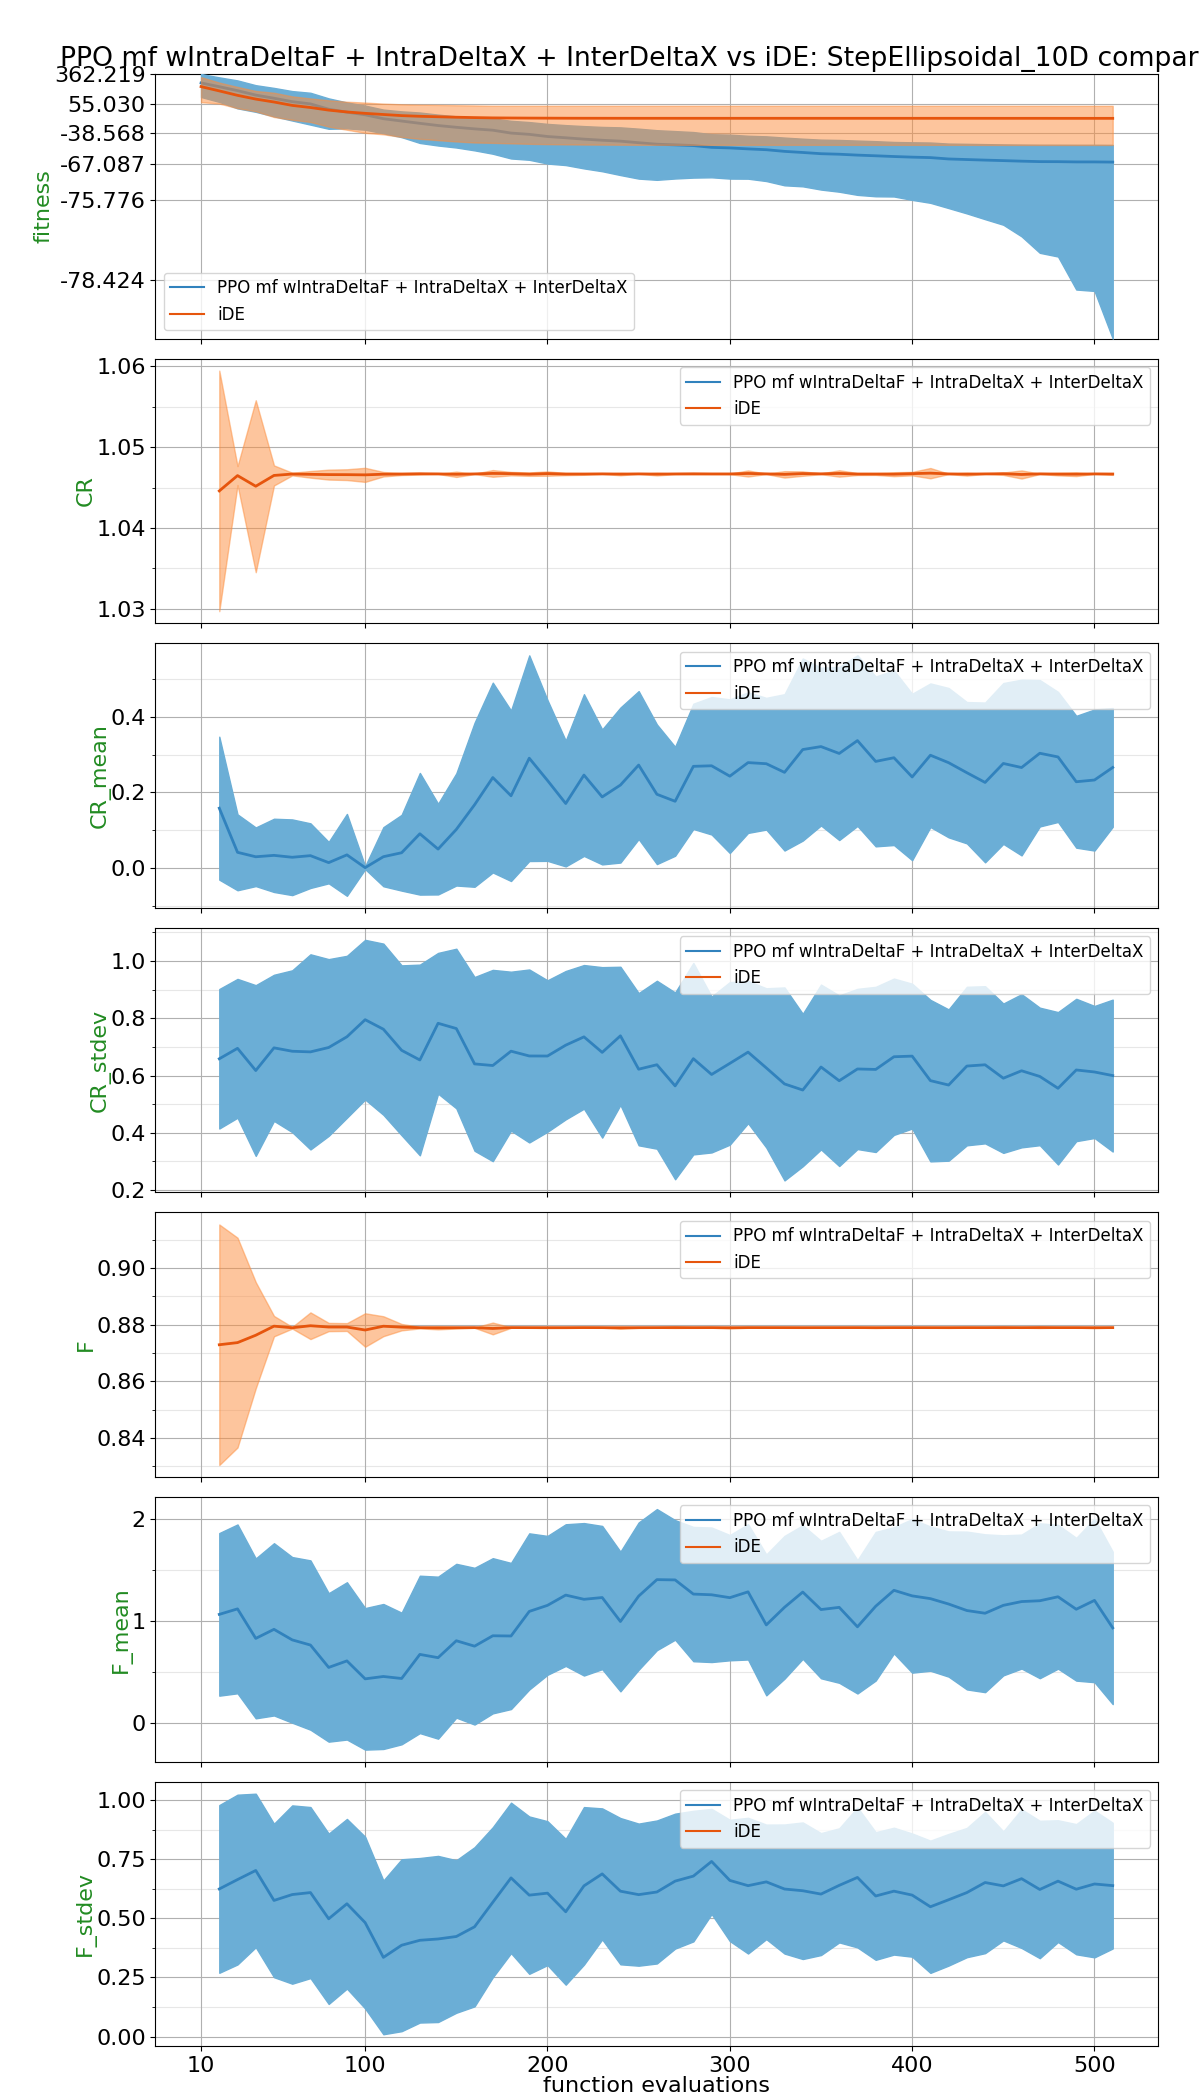 PPO mf wIntraDeltaF + IntraDeltaX + InterDeltaX vs iDE: StepEllipsoidal_10D compar
362.219
55.030
-38.568
-67.087
-75.776
-78.424
fitness
PPO mf wIntraDeltaF + IntraDeltaX + InterDeltaX
iDE
1.06
1.05
1.04
1.03
CR
PPO mf wIntraDeltaF + IntraDeltaX + InterDeltaX
iDE
0.4
0.2
0.0
CR_mean
PPO mf wIntraDeltaF + IntraDeltaX + InterDeltaX
iDE
1.0
0.8
0.6
0.4
0.2
CR_stdev
PPO mf wIntraDeltaF + IntraDeltaX + InterDeltaX
iDE
0.90
0.88
0.86
0.84
F
PPO mf wIntraDeltaF + IntraDeltaX + InterDeltaX
iDE
2
1
0
F_mean
PPO mf wIntraDeltaF + IntraDeltaX + InterDeltaX
iDE
1.00
0.75
0.50
0.25
0.00
F_stdev
PPO mf wIntraDeltaF + IntraDeltaX + InterDeltaX
iDE
10 100 200 300 400 500
function evaluations